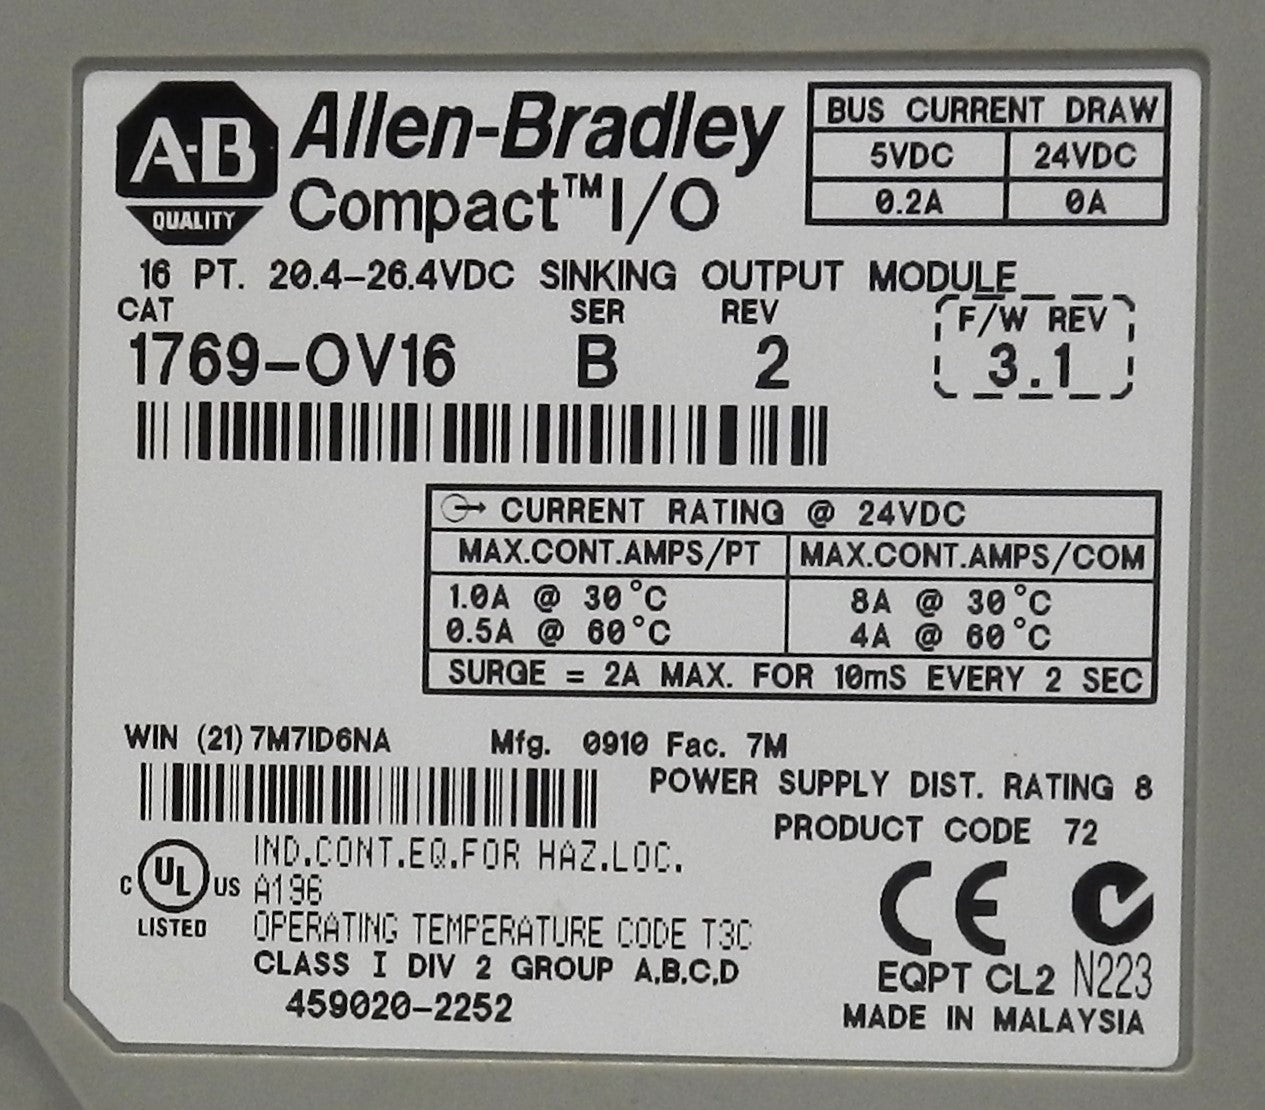 A-B
QUALITY
Allen-Bradley
Compact™ I/O
BUS CURRENT DRAW
5VDC 24VDC
0.2A 0A
16 PT. 20.4-26.4VDC SINKING OUTPUT MODULE
CAT SER REV F/W REV
1769-OV16 B 2 3.1
CURRENT RATING @ 24VDC
MAX.CONT.AMPS/PT MAX.CONT.AMPS/COM
1.0A @ 30°C 8A @ 30°C
0.5A @ 60°C 4A @ 60°C
SURGE = 2A MAX. FOR 10mS EVERY 2 SEC
WIN (21) 7M7ID6NA Mfg. 0910 Fac. 7M
POWER SUPPLY DIST. RATING 8
PRODUCT CODE 72
C UL US
LISTED
IND.CONT.EQ.FOR HAZ.LOC.
A196
OPERATING TEMPERATURE CODE T3C
CLASS I DIV 2 GROUP A,B,C,D
459020-2252
CE
EQPT CL2 N223
MADE IN MALAYSIA